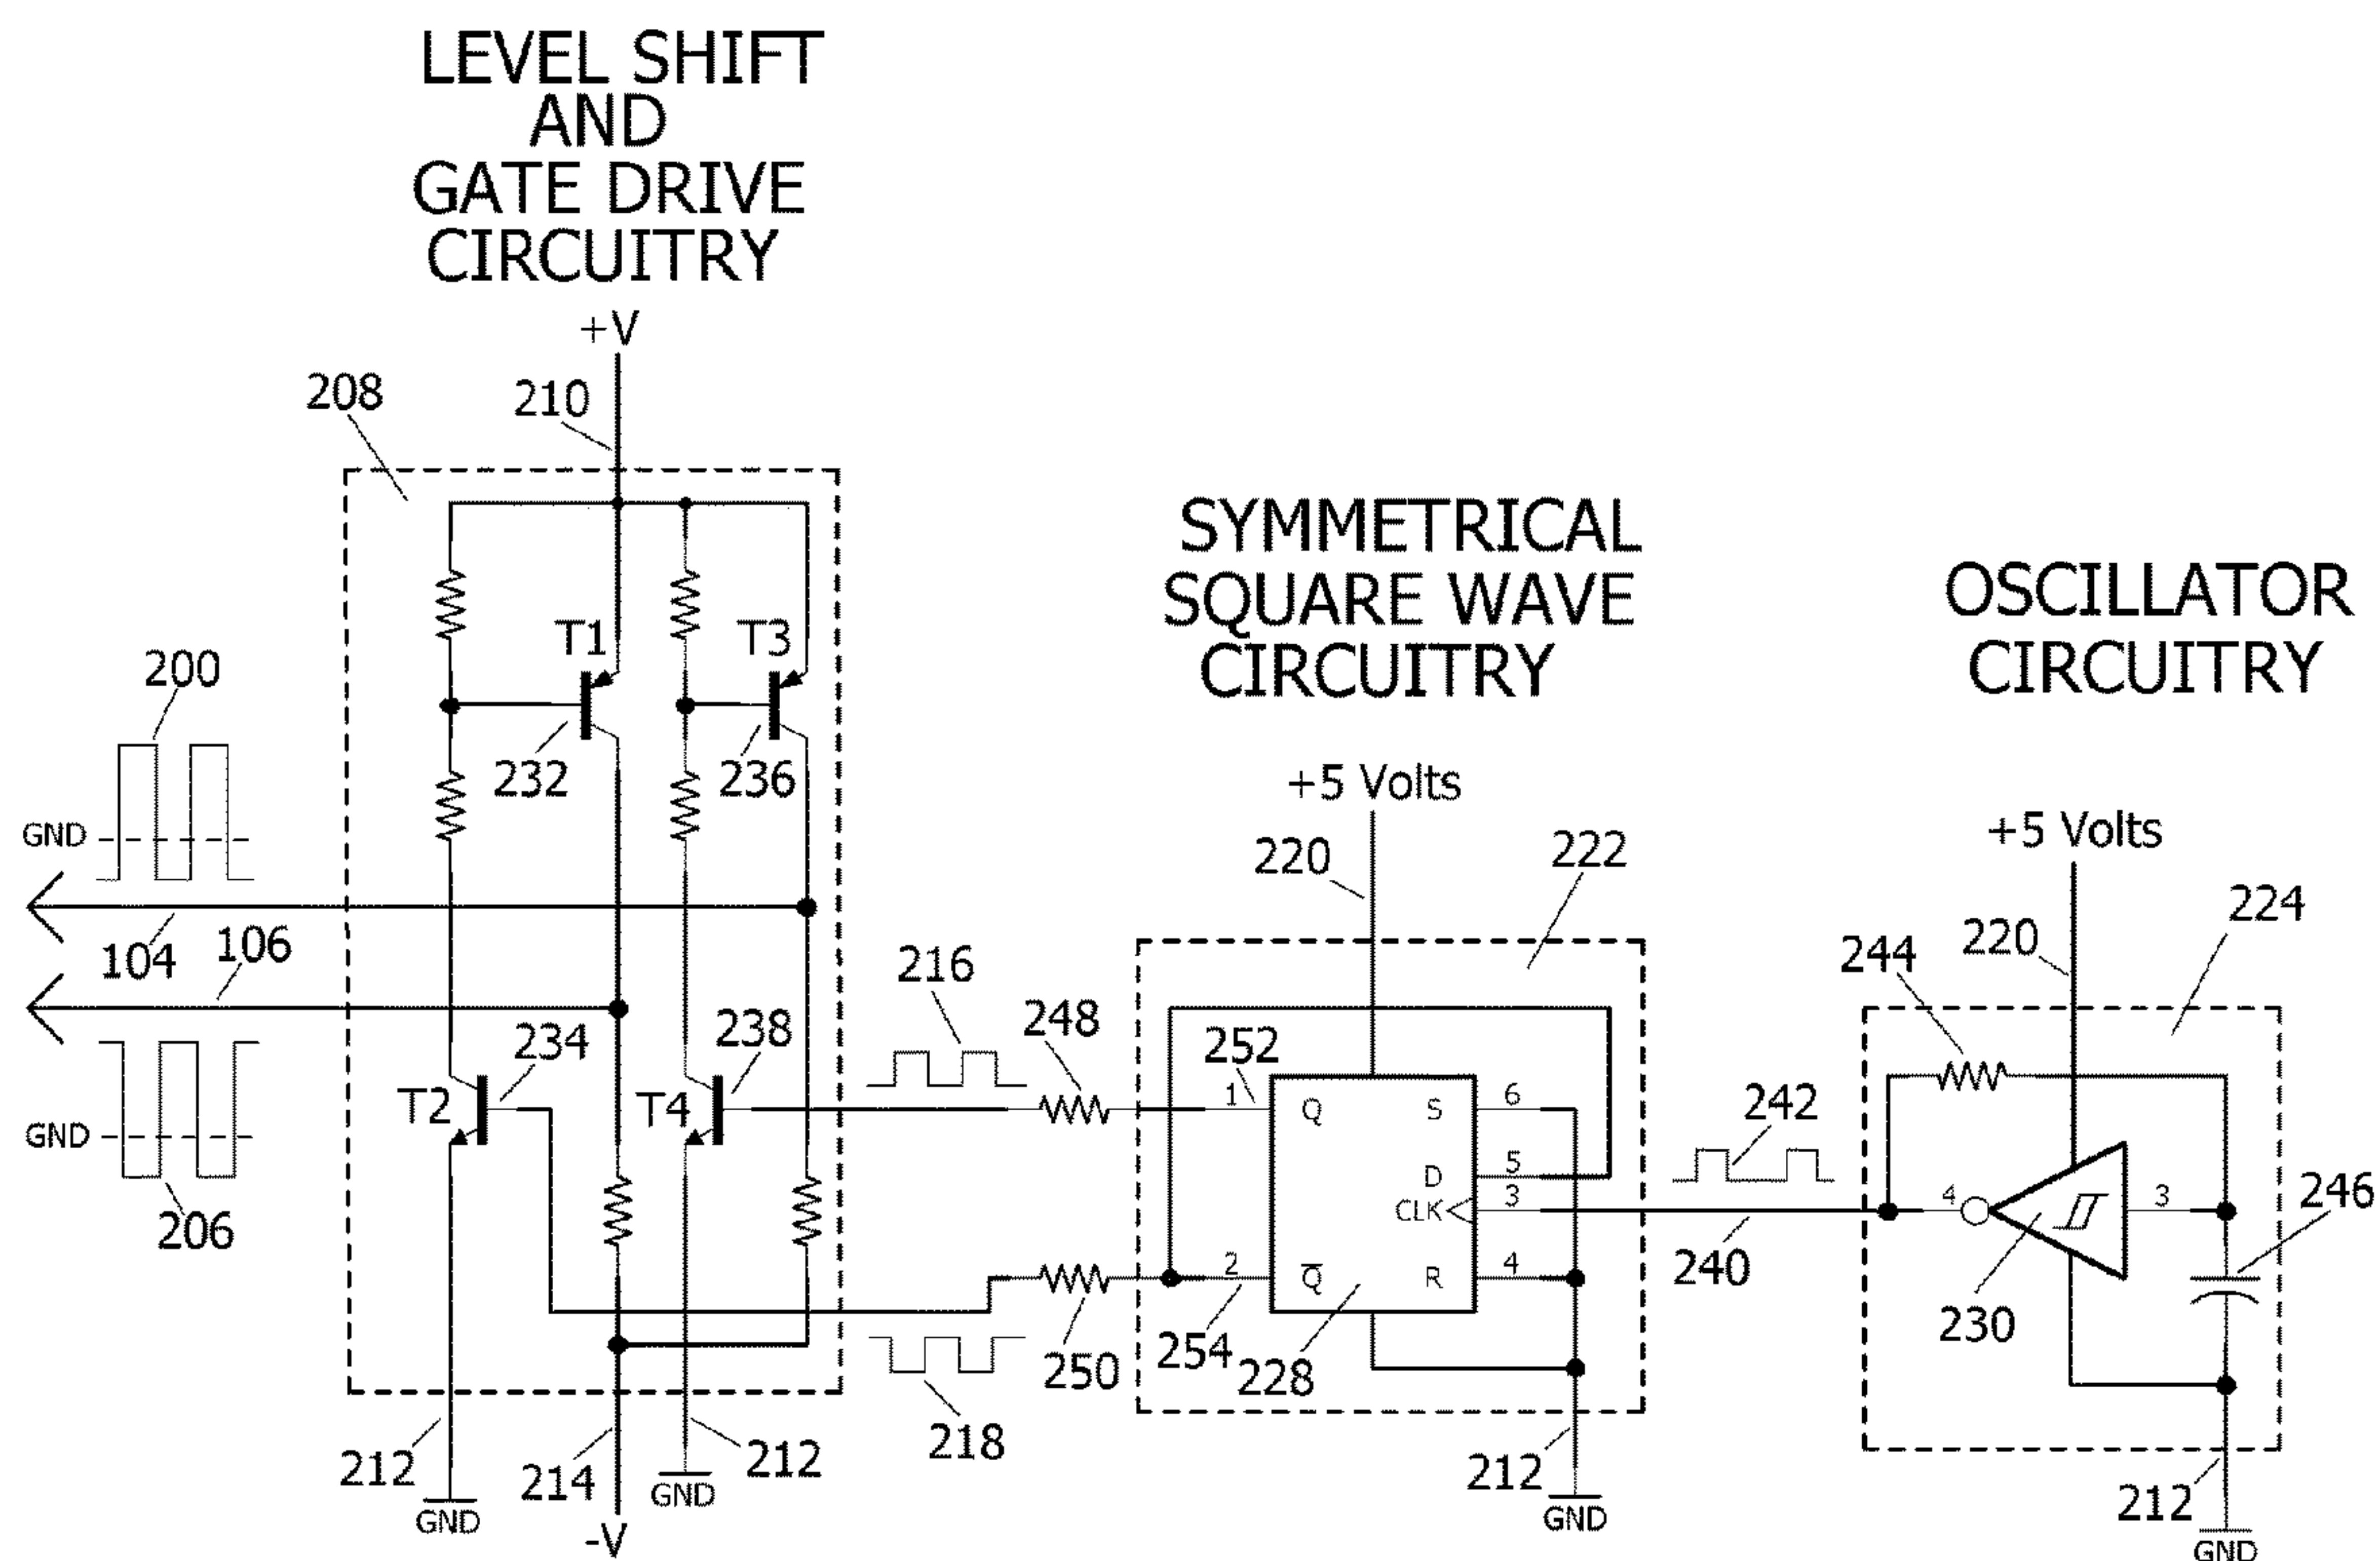 LEVEL SHIFT
AND
GATE DRIVE
CIRCUITRY
+V
208
210
SYMMETRICAL
SQUARE WAVE
CIRCUITRY
OSCILLATOR
CIRCUITRY
T1
T3
200
232
236
GND
+5 Volts
+5 Volts
220
222
224
104
106
216
220
244
234
238
248
252
242
T2
T4
1
Q
S
6
GND
D
5
CLK
3
4
3
246
206
240
230
2
Q̅
R
4
218
250
254
228
212
214
212
212
212
GND
GND
GND
GND
-V